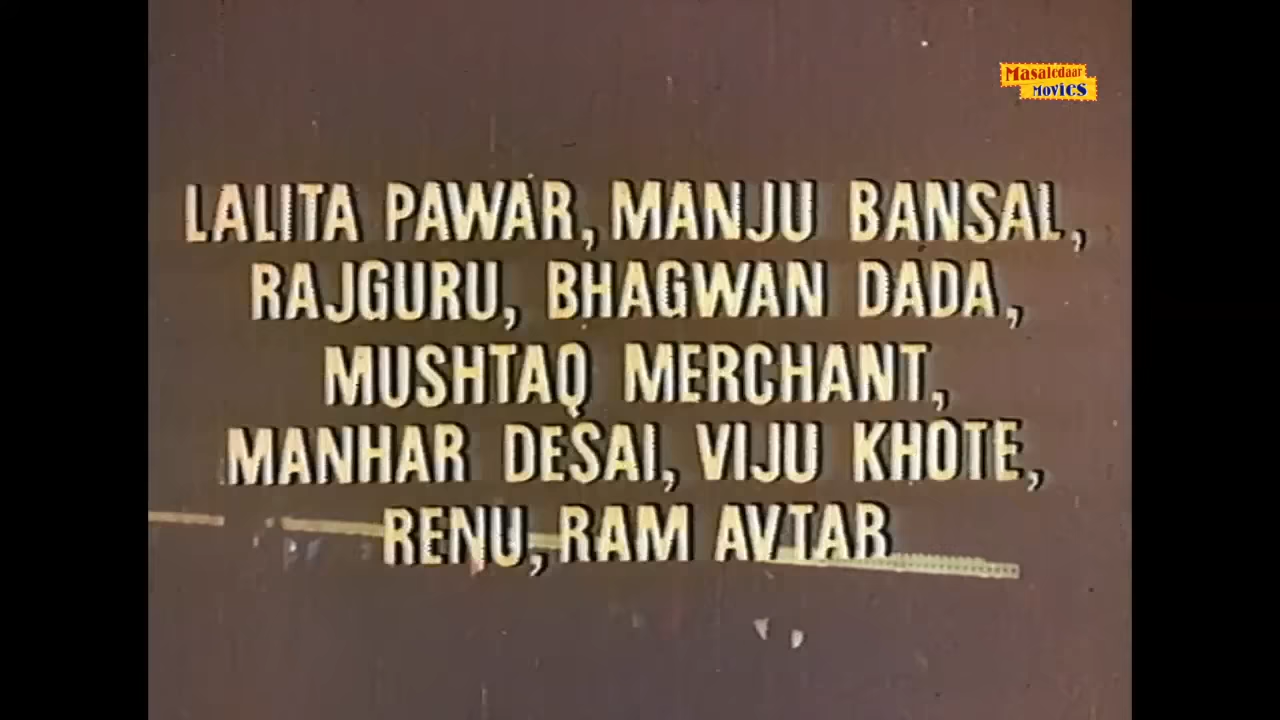 Masaledaar
Movies
LALITA PAWAR, MANJU BANSAL,
RAJGURU, BHAGWAN DADA,
MUSHTAQ MERCHANT,
MANHAR DESAI, VIJU KHOTE,
RENU, RAM AVTAR